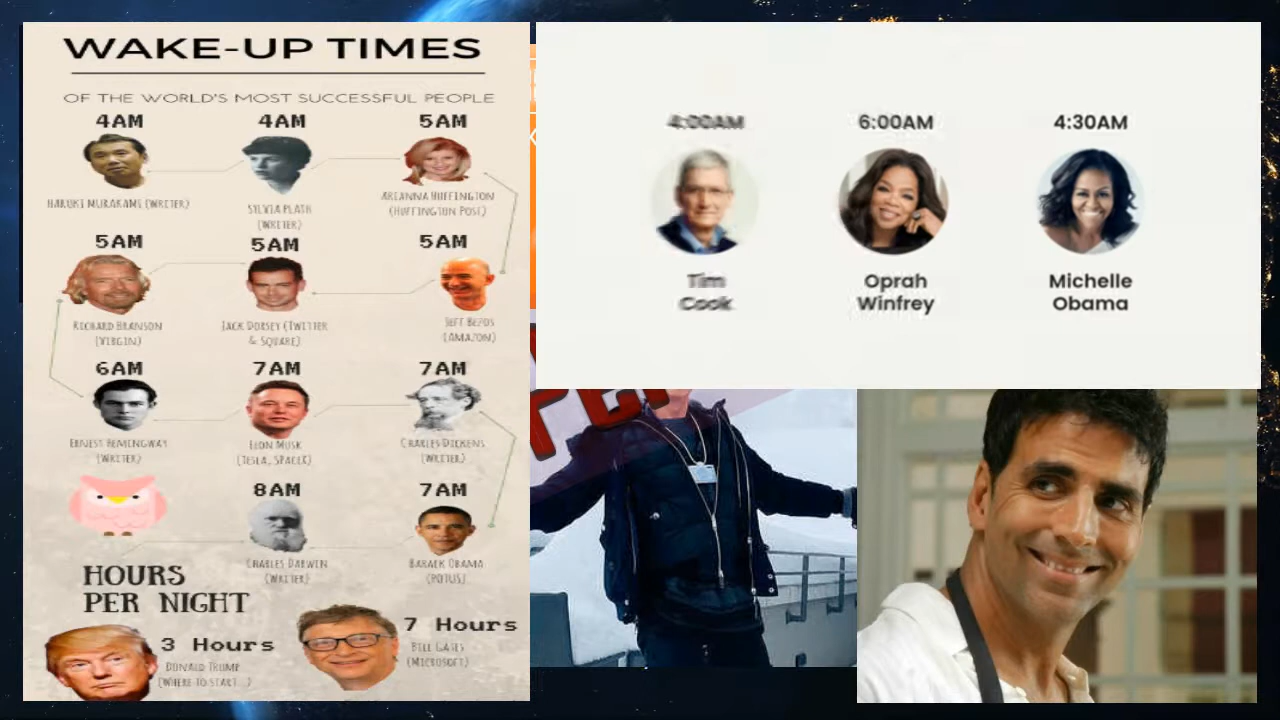 WAKE-UP TIMES
OF THE WORLD'S MOST SUCCESSFUL PEOPLE
4AM 4AM 5AM
HARUKI MURAKAMI (WRITER)
SYLVIA PLATH
(WRITER)
ARIANNA HUFFINGTON
(HUFFINGTON POST)
5AM 5AM 5AM
RICHARD BRANSON
(VIRGIN)
JACK DORSEY (TWITTER
& SQUARE)
JEFF BEZOS
(AMAZON)
6AM 7AM 7AM
ERNEST HEMINGWAY
(WRITER)
ELON MUSK
(TESLA, SPACEX)
CHARLES DICKENS
(WRITER)
8AM 7AM
CHARLES DARWIN
(WRITER)
BARACK OBAMA
(POTUS)
HOURS
PER NIGHT
3 Hours
DONALD TRUMP
(WHERE TO START...)
7 Hours
BILL GATES
(MICROSOFT)
4:00AM
Tim
Cook
6:00AM
Oprah
Winfrey
4:30AM
Michelle
Obama